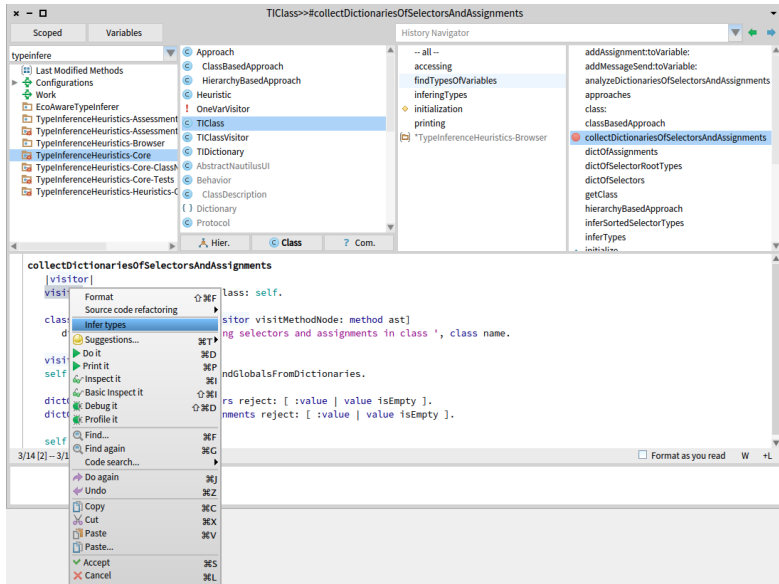 TIClass>>#collectDictionariesOfSelectorsAndAssignments
Scoped
Variables
History Navigator
typeinfere
Last Modified Methods
Configurations
Work
EcoAwareTypeInferer
TypeInferenceHeuristics-Assessment
TypeInferenceHeuristics-Assessment
TypeInferenceHeuristics-Browser
TypeInferenceHeuristics-Core
TypeInferenceHeuristics-Core-ClassN
TypeInferenceHeuristics-Core-Tests
TypeInferenceHeuristics-Heuristics-C
Approach
ClassBasedApproach
HierarchyBasedApproach
Heuristic
OneVarVisitor
TIClass
TIClassVisitor
TIDictionary
AbstractNautilusUI
Behavior
ClassDescription
Dictionary
Protocol
Hier.
Class
? Com.
-- all --
accessing
findTypesOfVariables
inferingTypes
initialization
printing
*TypeInferenceHeuristics-Browser
addAssignment:toVariable:
addMessageSend:toVariable:
analyzeDictionariesOfSelectorsAndAssignments
approaches
class:
classBasedApproach
collectDictionariesOfSelectorsAndAssignments
dictOfAssignments
dictOfSelectorRootTypes
dictOfSelectors
getClass
hierarchyBasedApproach
inferSortedSelectorTypes
inferTypes
initialize
collectDictionariesOfSelectorsAndAssignments
|visitor|
visi lass: self.
clas sitor visitMethodNode: method ast]
d ng selectors and assignments in class ', class name.
visi
self ndGlobalsFromDictionaries.
dict rs reject: [ :value | value isEmpty ].
dict nments reject: [ :value | value isEmpty ].
self
3/14 [2] -- 3/1
Format as you read
W
+L
Format ⇧⌘F
Source code refactoring
Infer types
Suggestions... ⌘T
Do it ⌘D
Print it ⌘P
Inspect it ⌘I
Basic Inspect it ⇧⌘I
Debug it ⇧⌘D
Profile it
Find... ⌘F
Find again ⌘G
Code search...
Do again ⌘J
Undo ⌘Z
Copy ⌘C
Cut ⌘X
Paste ⌘V
Paste...
Accept ⌘S
Cancel ⌘L